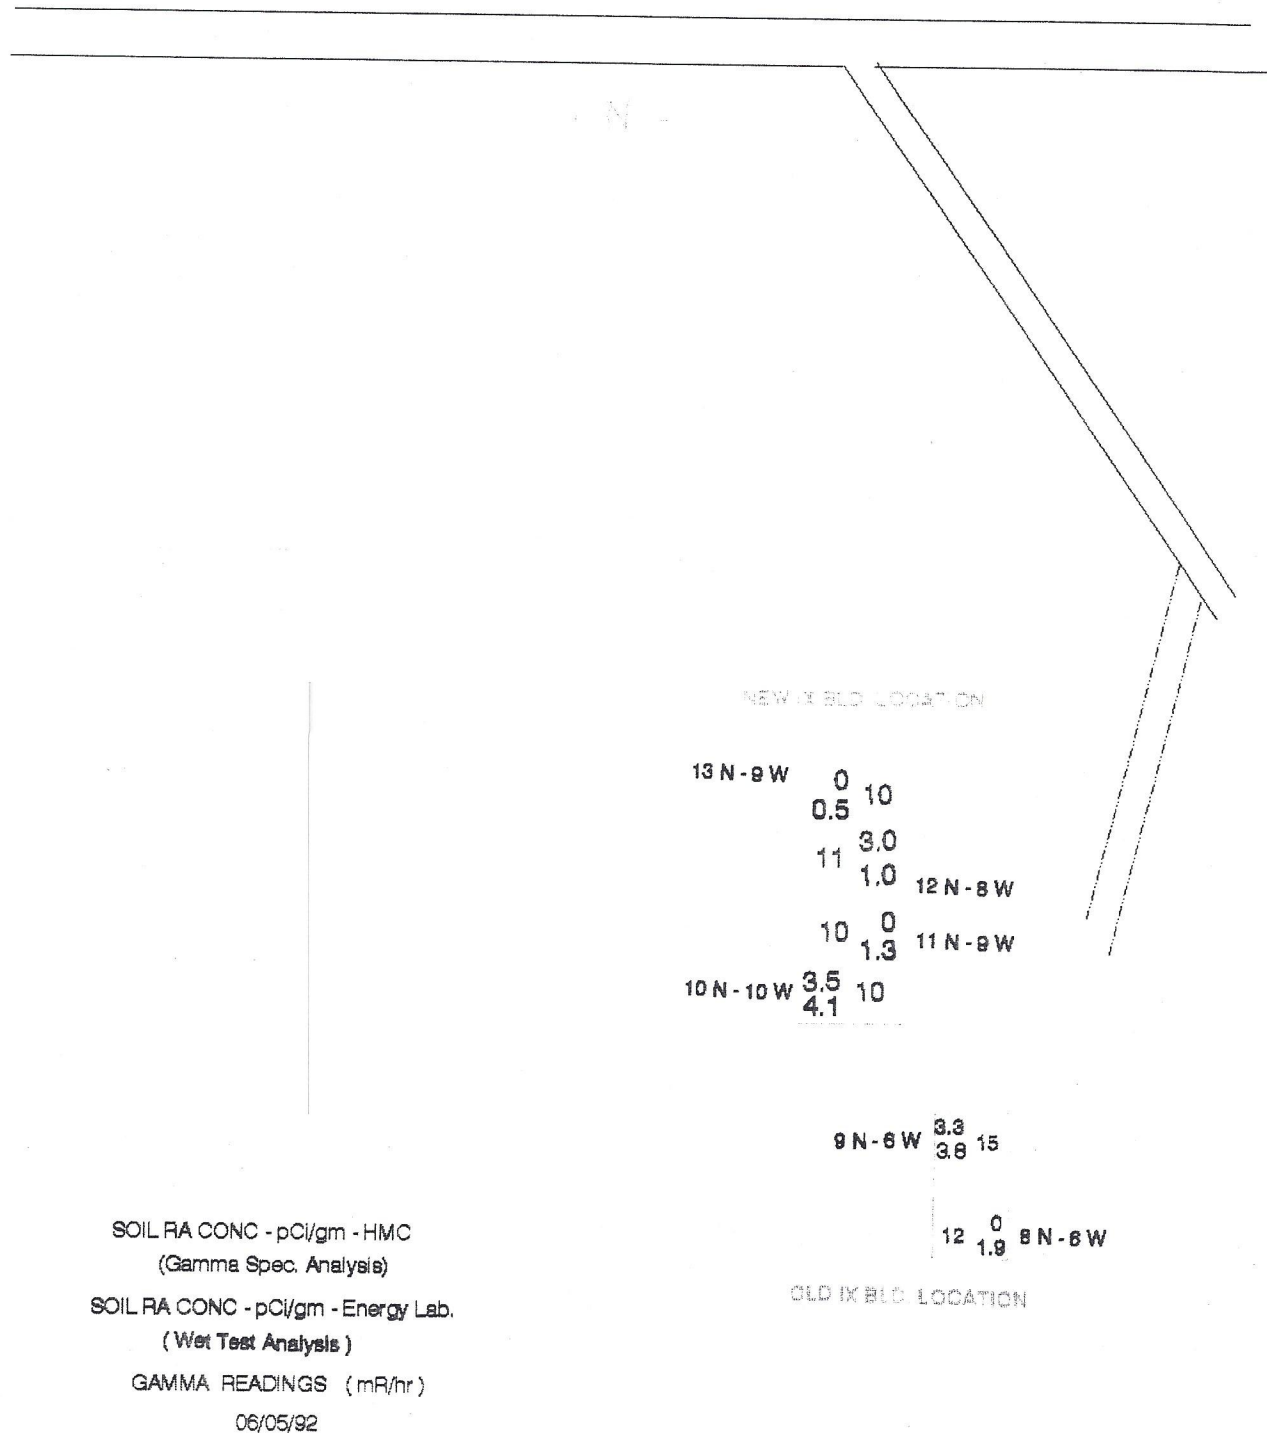 - N -
NEW IX BLD LOCATION
13 N - 9 W
0
0.5
10
11
3.0
1.0
12 N - 8 W
10
0
1.3
11 N - 9 W
10 N - 10 W
3.5
4.1
10
9 N - 6 W
3.3
3.8
15
12
0
1.9
8 N - 6 W
OLD IX BLD LOCATION
SOIL RA CONC - pCi/gm - HMC
(Gamma Spec. Analysis)
SOIL RA CONC - pCi/gm - Energy Lab.
( Wet Test Analysis )
GAMMA READINGS ( mR/hr )
06/05/92